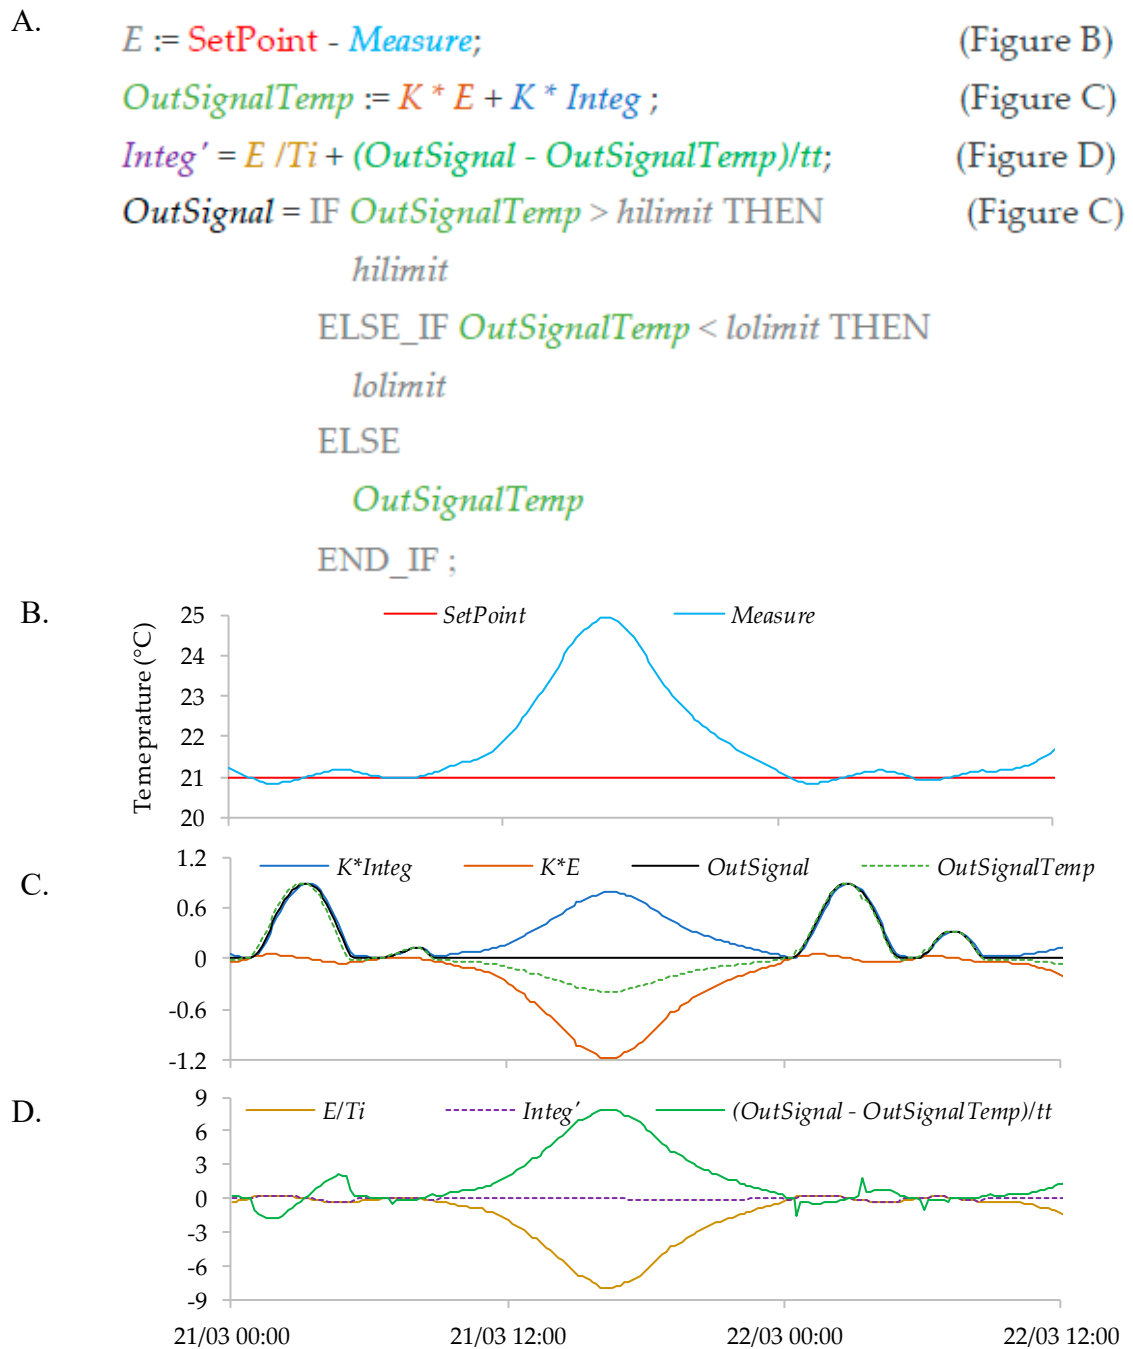 A.
E := SetPoint - Measure; (Figure B)
OutSignalTemp := K * E + K * Integ ; (Figure C)
Integ' = E /Ti + (OutSignal - OutSignalTemp)/tt; (Figure D)
OutSignal = IF OutSignalTemp > hilimit THEN (Figure C)
hilimit
ELSE_IF OutSignalTemp < lolimit THEN
lolimit
ELSE
OutSignalTemp
END_IF ;
B.
SetPoint Measure
Temeprature (°C)
25
24
23
22
21
20
C.
K*Integ K*E OutSignal OutSignalTemp
1.2
0.6
0
-0.6
-1.2
D.
E/Ti Integ' (OutSignal - OutSignalTemp)/tt
9
6
3
0
-3
-6
-9
21/03 00:00 21/03 12:00 22/03 00:00 22/03 12:00